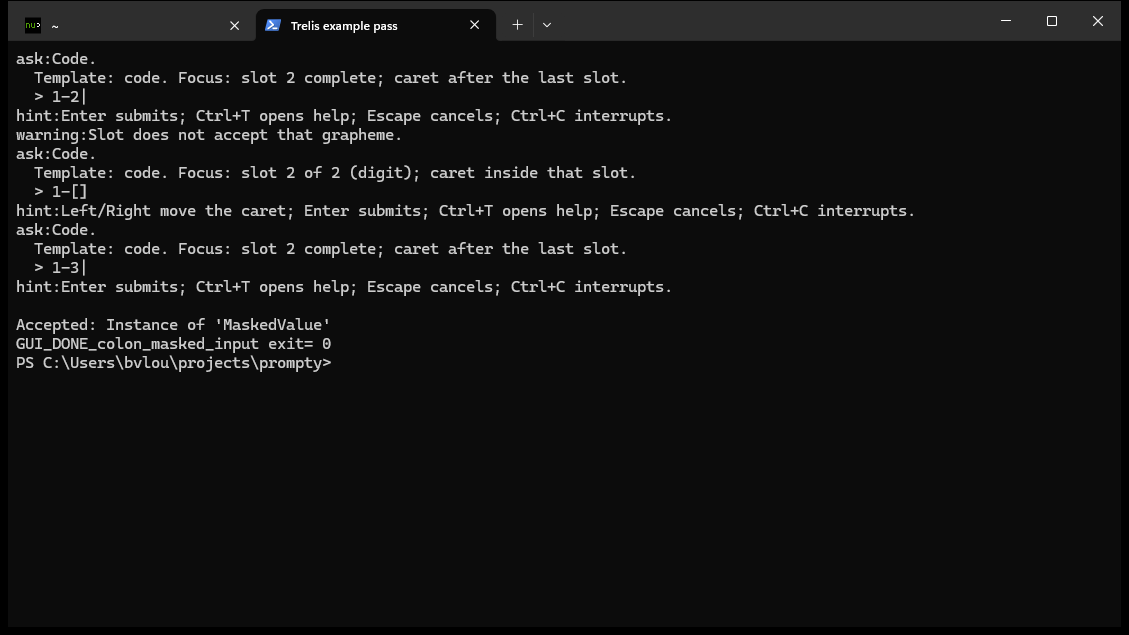 nu> ~
Trelis example pass
ask:Code.
  Template: code. Focus: slot 2 complete; caret after the last slot.
  > 1-2|
hint:Enter submits; Ctrl+T opens help; Escape cancels; Ctrl+C interrupts.
warning:Slot does not accept that grapheme.
ask:Code.
  Template: code. Focus: slot 2 of 2 (digit); caret inside that slot.
  > 1-[]
hint:Left/Right move the caret; Enter submits; Ctrl+T opens help; Escape cancels; Ctrl+C interrupts.
ask:Code.
  Template: code. Focus: slot 2 complete; caret after the last slot.
  > 1-3|
hint:Enter submits; Ctrl+T opens help; Escape cancels; Ctrl+C interrupts.
Accepted: Instance of 'MaskedValue'
GUI_DONE_colon_masked_input exit= 0
PS C:\Users\bvlou\projects\prompty>